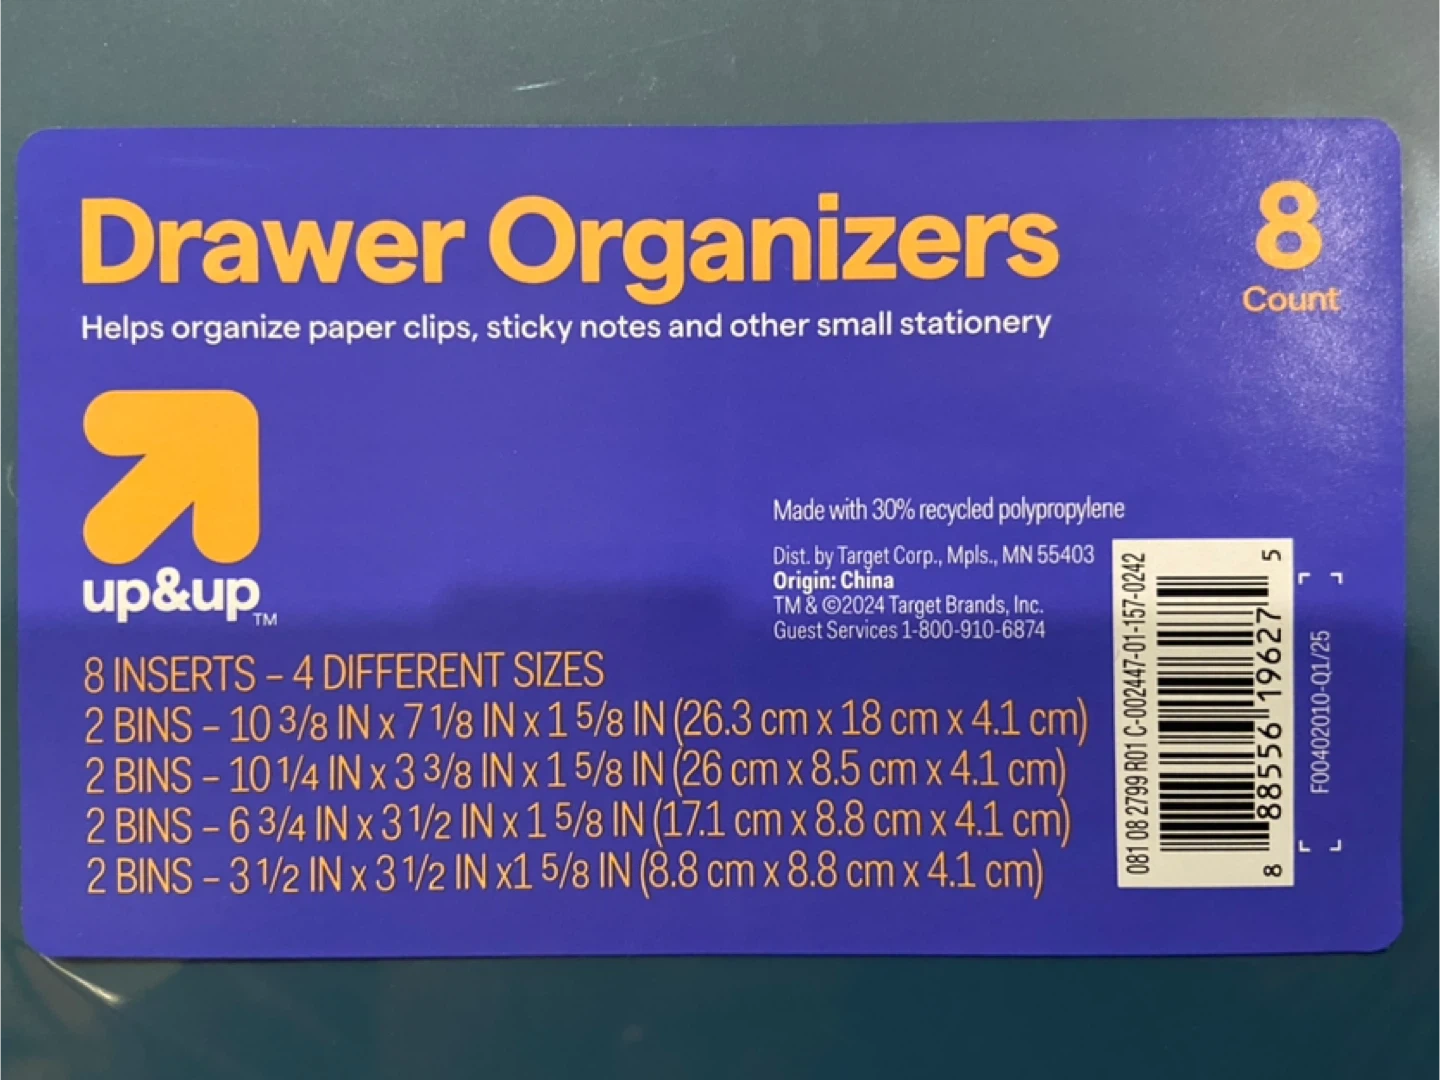 Drawer Organizers
Helps organize paper clips, sticky notes and other small stationery
8
Count
up&up™
Made with 30% recycled polypropylene
Dist. by Target Corp., Mpls., MN 55403
Origin: China
TM & ©2024 Target Brands, Inc.
Guest Services 1-800-910-6874
8 INSERTS – 4 DIFFERENT SIZES
2 BINS – 10 3/8 IN x 7 1/8 IN x 1 5/8 IN (26.3 cm x 18 cm x 4.1 cm)
2 BINS – 10 1/4 IN x 3 3/8 IN x 1 5/8 IN (26 cm x 8.5 cm x 4.1 cm)
2 BINS – 6 3/4 IN x 3 1/2 IN x 1 5/8 IN (17.1 cm x 8.8 cm x 4.1 cm)
2 BINS – 3 1/2 IN x 3 1/2 IN x1 5/8 IN (8.8 cm x 8.8 cm x 4.1 cm)
081 08 2799 R01 C-002447-01-157-0242
8 88556 19627 5
F00402010-Q1/25